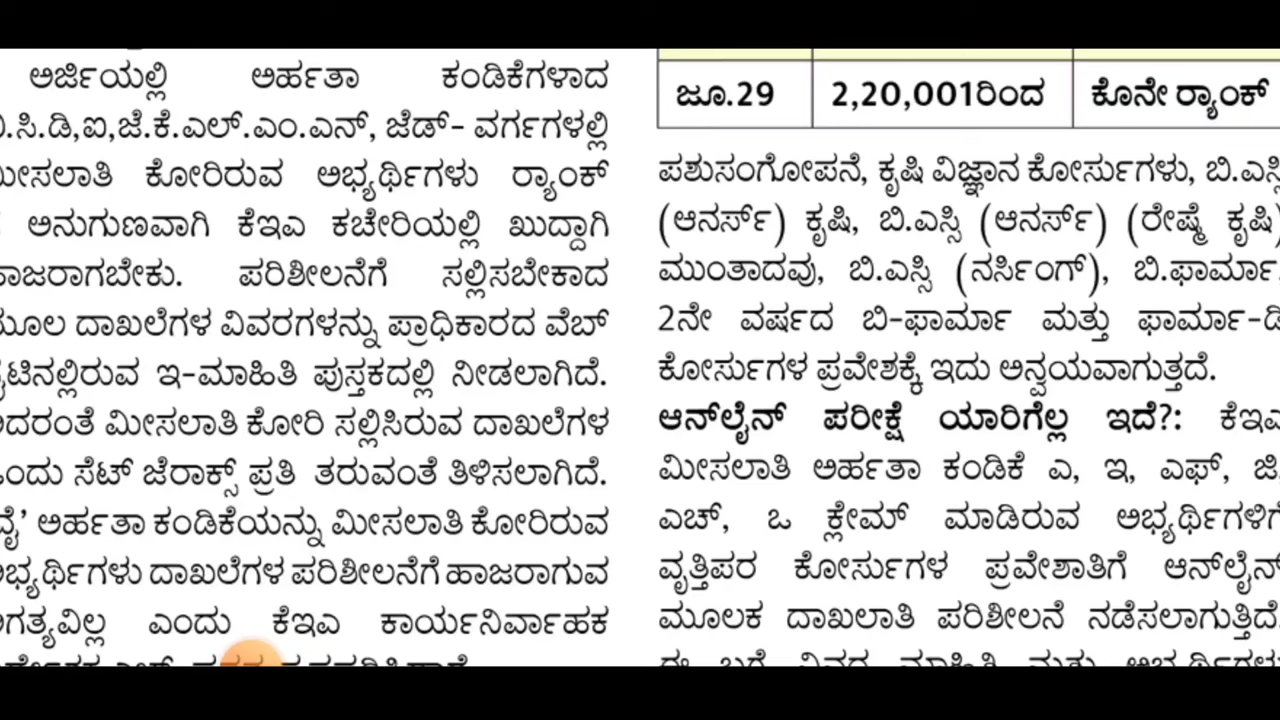 ಅರ್ಜಿಯಲ್ಲಿ ಅರ್ಹತಾ ಕಂಡಿಕೆಗಳಾದ
ಬಿ.ಸಿ.ಡಿ,ಐ,ಜೆ.ಕೆ.ಎಲ್.ಎಂ.ಎನ್, ಜೆಡ್- ವರ್ಗಗಳಲ್ಲಿ
ಮೀಸಲಾತಿ ಕೋರಿರುವ ಅಭ್ಯರ್ಥಿಗಳು ರ‍್ಯಾಂಕ್
ಅನುಗುಣವಾಗಿ ಕೆಇಎ ಕಚೇರಿಯಲ್ಲಿ ಖುದ್ದಾಗಿ
ಹಾಜರಾಗಬೇಕು. ಪರಿಶೀಲನೆಗೆ ಸಲ್ಲಿಸಬೇಕಾದ
ಮೂಲ ದಾಖಲೆಗಳ ವಿವರಗಳನ್ನು ಪ್ರಾಧಿಕಾರದ ವೆಬ್
ಇ-ಮಾಹಿತಿ ಪುಸ್ತಕದಲ್ಲಿ ನೀಡಲಾಗಿದೆ.
ಮೀಸಲಾತಿ ಕೋರಿ ಸಲ್ಲಿಸಿರುವ ದಾಖಲೆಗಳ
ಒಂದು ಸೆಟ್ ಜೆರಾಕ್ಸ್ ಪ್ರತಿ ತರುವಂತೆ ತಿಳಿಸಲಾಗಿದೆ.
ಅರ್ಹತಾ ಕಂಡಿಕೆಯನ್ನು ಮೀಸಲಾತಿ ಕೋರಿರುವ
ಅಭ್ಯರ್ಥಿಗಳು ದಾಖಲೆಗಳ ಪರಿಶೀಲನೆಗೆ ಹಾಜರಾಗುವ
ಅಗತ್ಯವಿಲ್ಲ ಎಂದು ಕೆಇಎ ಕಾರ್ಯನಿರ್ವಾಹಕ
ಜೂ.29 2,20,001ರಿಂದ ಕೊನೇ ರ‍್ಯಾಂಕ್
ಪಶುಸಂಗೋಪನೆ, ಕೃಷಿ ವಿಜ್ಞಾನ ಕೋರ್ಸುಗಳು, ಬಿ.ಎಸ್ಸಿ
(ಆನರ್ಸ್) ಕೃಷಿ, ಬಿ.ಎಸ್ಸಿ (ಆನರ್ಸ್) (ರೇಷ್ಮೆ ಕೃಷಿ)
ಮುಂತಾದವು, ಬಿ.ಎಸ್ಸಿ (ನರ್ಸಿಂಗ್), ಬಿ.ಫಾರ್ಮಾ,
2ನೇ ವರ್ಷದ ಬಿ-ಫಾರ್ಮಾ ಮತ್ತು ಫಾರ್ಮಾ-ಡಿ
ಕೋರ್ಸುಗಳ ಪ್ರವೇಶಕ್ಕೆ ಇದು ಅನ್ವಯವಾಗುತ್ತದೆ.
ಆನ್‌ಲೈನ್ ಪರೀಕ್ಷೆ ಯಾರಿಗೆಲ್ಲ ಇದೆ?: ಕೆಇಎ
ಮೀಸಲಾತಿ ಅರ್ಹತಾ ಕಂಡಿಕೆ ಎ, ಇ, ಎಫ್, ಜಿ,
ಎಚ್, ಒ ಕ್ಲೇಮ್ ಮಾಡಿರುವ ಅಭ್ಯರ್ಥಿಗಳಿಗೆ
ವೃತ್ತಿಪರ ಕೋರ್ಸುಗಳ ಪ್ರವೇಶಾತಿಗೆ ಆನ್‌ಲೈನ್
ಮೂಲಕ ದಾಖಲಾತಿ ಪರಿಶೀಲನೆ ನಡೆಸಲಾಗುತ್ತಿದೆ.